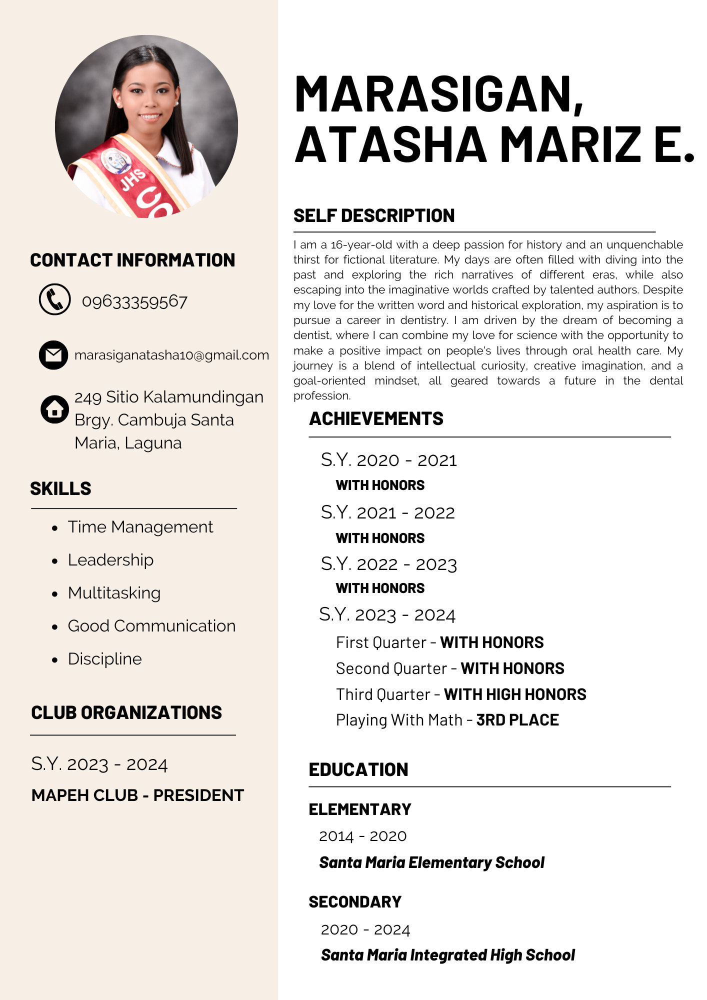 JHS
CO
CONTACT INFORMATION
09633359567
marasiganatasha10@gmail.com
249 Sitio Kalamundingan
Brgy. Cambuja Santa
Maria, Laguna
SKILLS
• Time Management
• Leadership
• Multitasking
• Good Communication
• Discipline
CLUB ORGANIZATIONS
S.Y. 2023 - 2024
MAPEH CLUB - PRESIDENT
MARASIGAN,
ATASHA MARIZ E.
SELF DESCRIPTION
I am a 16-year-old with a deep passion for history and an unquenchable
thirst for fictional literature. My days are often filled with diving into the
past and exploring the rich narratives of different eras, while also
escaping into the imaginative worlds crafted by talented authors. Despite
my love for the written word and historical exploration, my aspiration is to
pursue a career in dentistry. I am driven by the dream of becoming a
dentist, where I can combine my love for science with the opportunity to
make a positive impact on people's lives through oral health care. My
journey is a blend of intellectual curiosity, creative imagination, and a
goal-oriented mindset, all geared towards a future in the dental
profession.
ACHIEVEMENTS
S.Y. 2020 - 2021
WITH HONORS
S.Y. 2021 - 2022
WITH HONORS
S.Y. 2022 - 2023
WITH HONORS
S.Y. 2023 - 2024
First Quarter - WITH HONORS
Second Quarter - WITH HONORS
Third Quarter - WITH HIGH HONORS
Playing With Math - 3RD PLACE
EDUCATION
ELEMENTARY
2014 - 2020
Santa Maria Elementary School
SECONDARY
2020 - 2024
Santa Maria Integrated High School